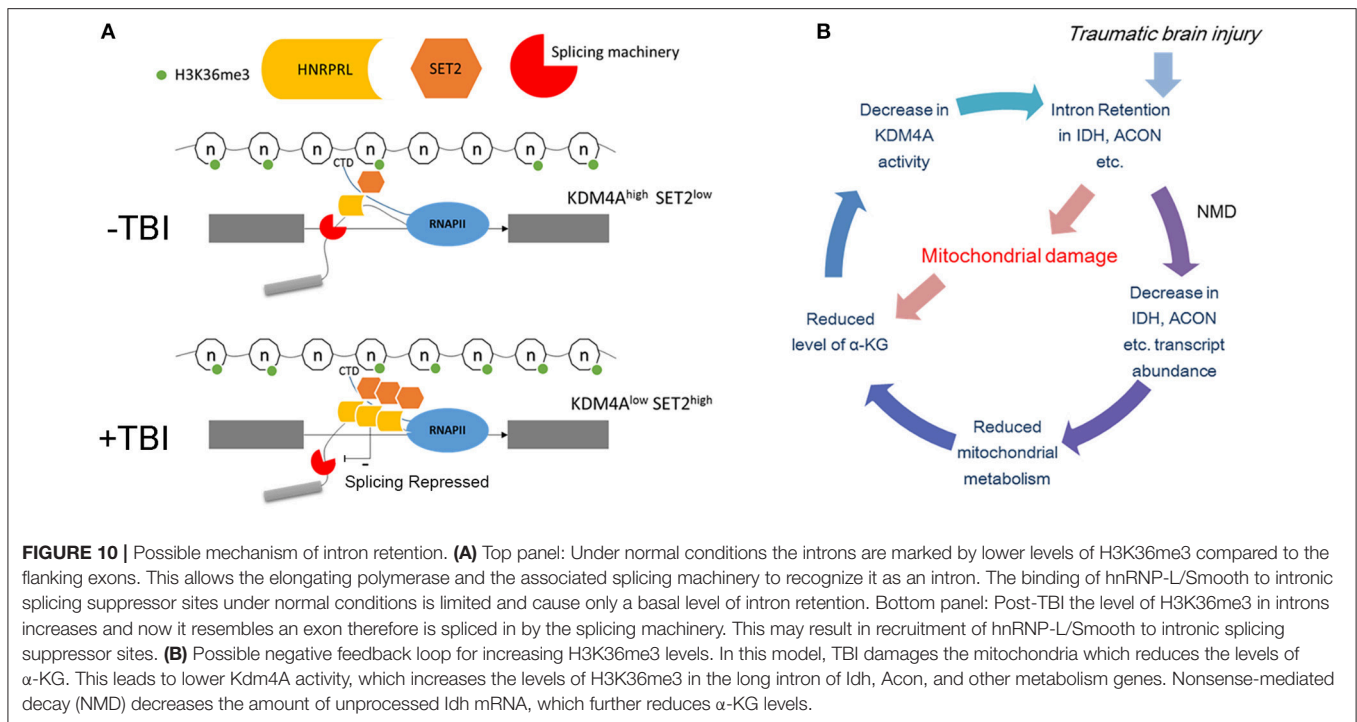 A
H3K36me3
HNRPRL
SET2
Splicing machinery
n n n n n n n
CTD
KDM4Ahigh SET2low
-TBI
RNAPII
n n n n n n n
CTD
KDM4Alow SET2high
+TBI
RNAPII
-
Splicing Repressed
B
Traumatic brain injury
Decrease in
KDM4A
activity
Intron Retention
in IDH, ACON
etc.
NMD
Mitochondrial damage
Decrease in
IDH, ACON
etc. transcript
abundance
Reduced
level of α-KG
Reduced
mitochondrial
metabolism
FIGURE 10 | Possible mechanism of intron retention. (A) Top panel: Under normal conditions the introns are marked by lower levels of H3K36me3 compared to the
flanking exons. This allows the elongating polymerase and the associated splicing machinery to recognize it as an intron. The binding of hnRNP-L/Smooth to intronic
splicing suppressor sites under normal conditions is limited and cause only a basal level of intron retention. Bottom panel: Post-TBI the level of H3K36me3 in introns
increases and now it resembles an exon therefore is spliced in by the splicing machinery. This may result in recruitment of hnRNP-L/Smooth to intronic splicing
suppressor sites. (B) Possible negative feedback loop for increasing H3K36me3 levels. In this model, TBI damages the mitochondria which reduces the levels of
α-KG. This leads to lower Kdm4A activity, which increases the levels of H3K36me3 in the long intron of Idh, Acon, and other metabolism genes. Nonsense-mediated
decay (NMD) decreases the amount of unprocessed Idh mRNA, which further reduces α-KG levels.